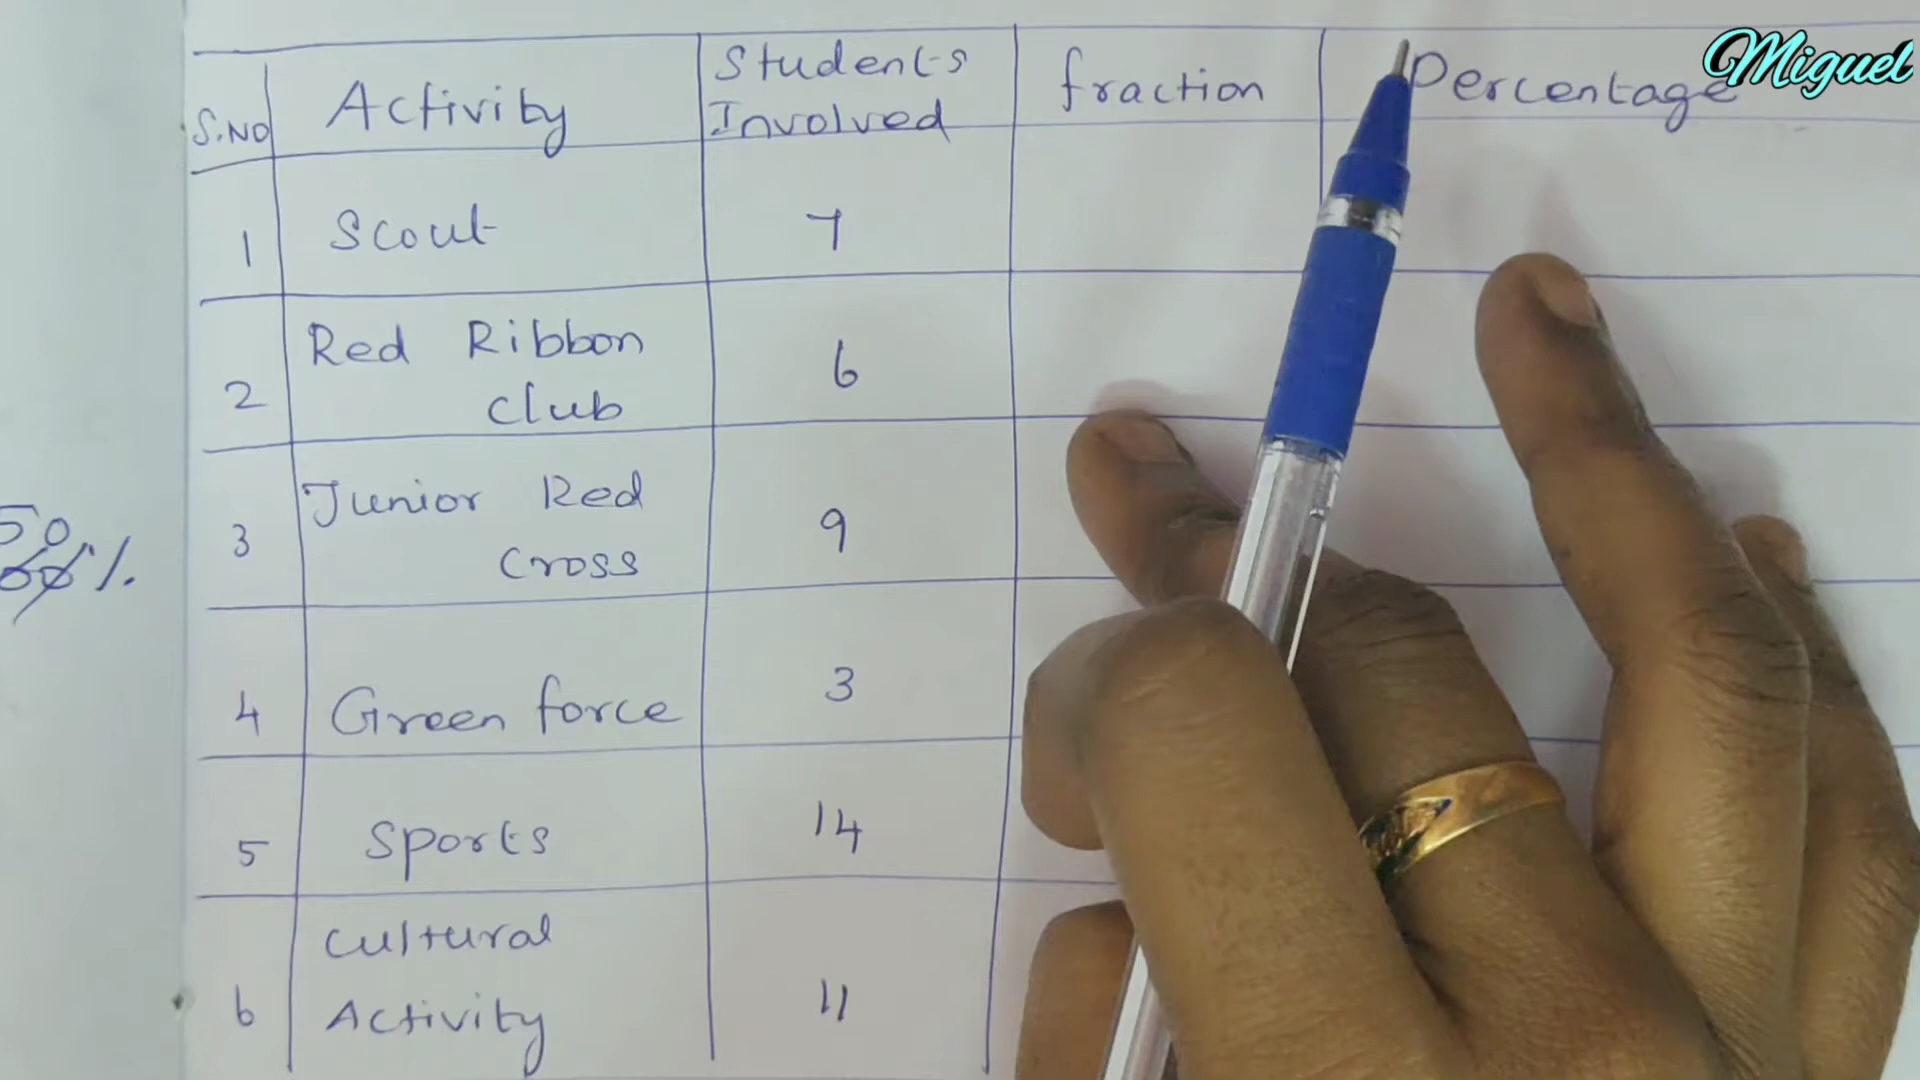 S.NO Activity Students Involved fraction Percentage
1 Scout 7
2 Red Ribbon Club 6
3 Junior Red Cross 9
4 Green force 3
5 Sports 14
6 Cultural Activity 11
50
%
Miguel